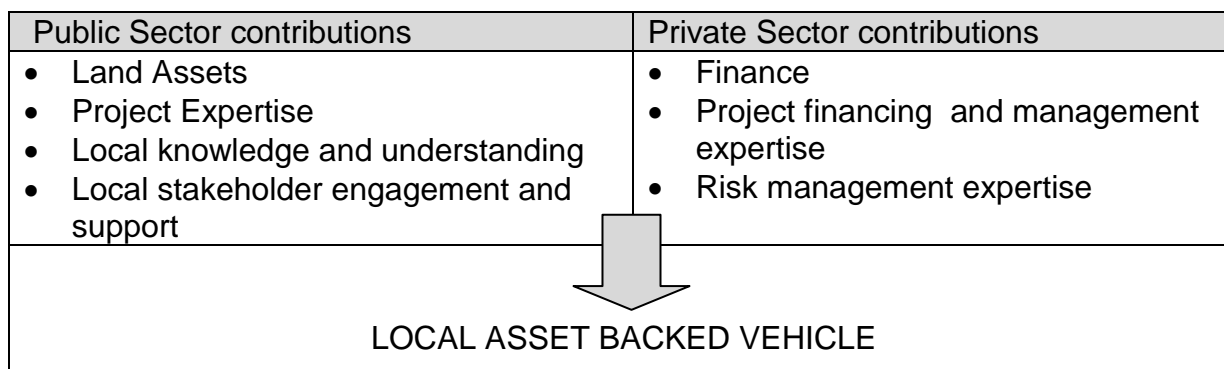 Public Sector contributions
• Land Assets
• Project Expertise
• Local knowledge and understanding
• Local stakeholder engagement and
support
Private Sector contributions
• Finance
• Project financing and management
expertise
• Risk management expertise
LOCAL ASSET BACKED VEHICLE